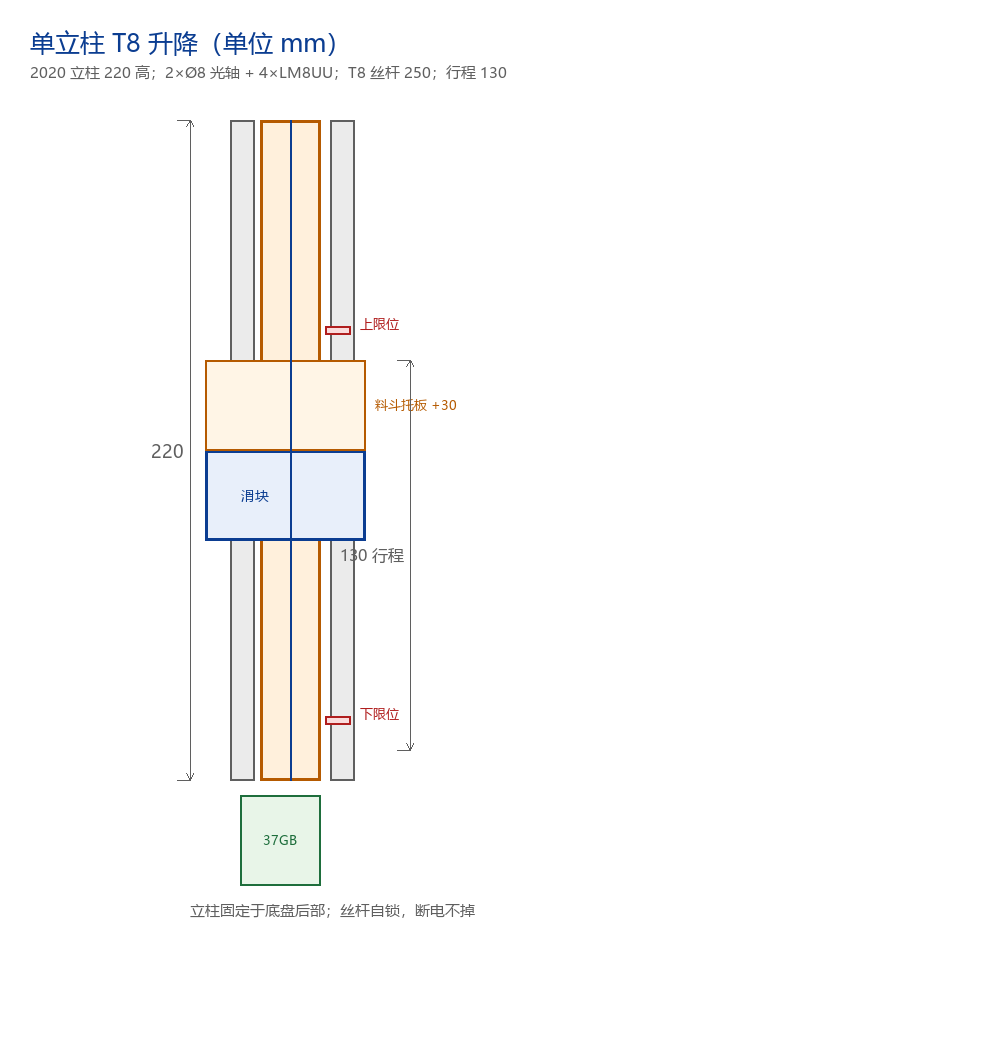 单立柱 T8 升降（单位 mm）
2020 立柱 220 高；2×Ø8 光轴 + 4×LM8UU；T8 丝杆 250；行程 130
上限位
料斗托板 +30
220
滑块
130 行程
下限位
37GB
立柱固定于底盘后部；丝杆自锁，断电不掉